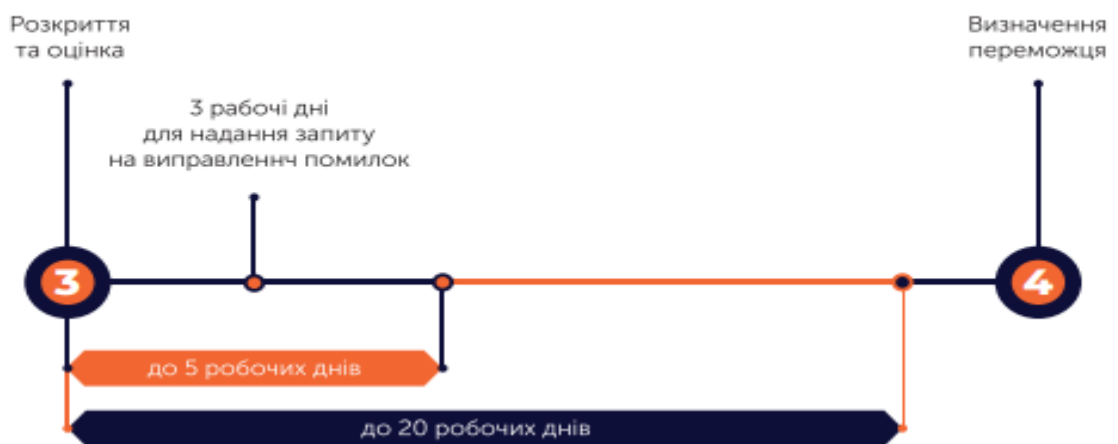 Розкриття
та оцінка
Визначення
переможця
3 рабочі дні
для надання запиту
на виправленнч помилок
3
4
до 5 робочих днів
до 20 робочих днів